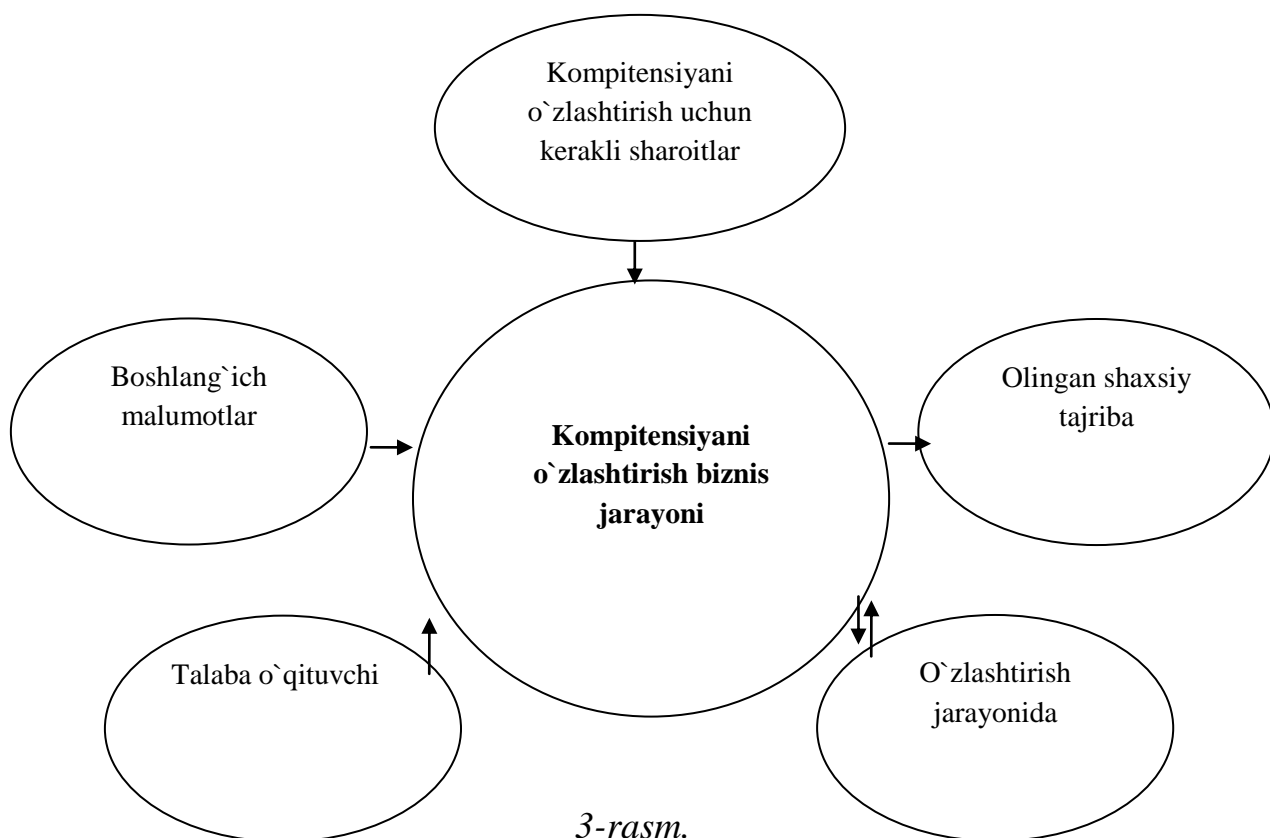 Kompitensiyani
o`zlashtirish uchun
kerakli sharoitlar
Boshlang`ich
malumotlar
Kompitensiyani
o`zlashtirish biznis
jarayoni
Olingan shaxsiy
tajriba
Talaba o`qituvchi
O`zlashtirish
jarayonida
3-rasm.